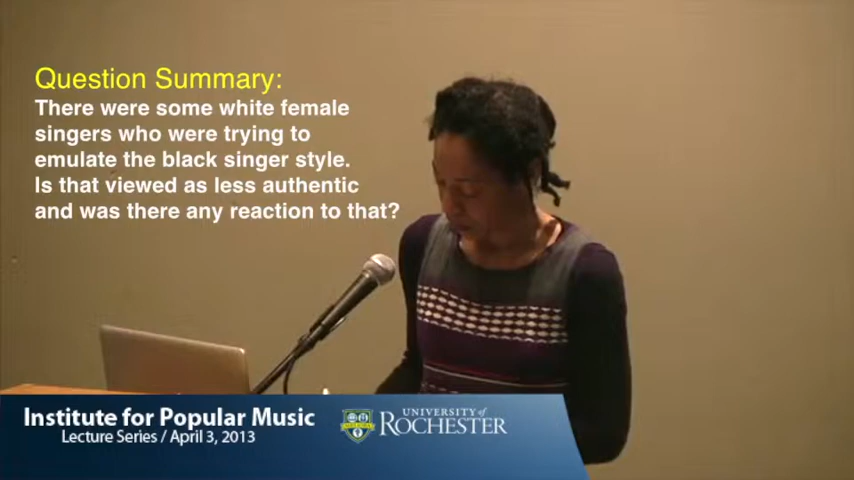 Question Summary:
There were some white female
singers who were trying to
emulate the black singer style.
Is that viewed as less authentic
and was there any reaction to that?
Institute for Popular Music
Lecture Series / April 3, 2013
UNIVERSITY of
ROCHESTER